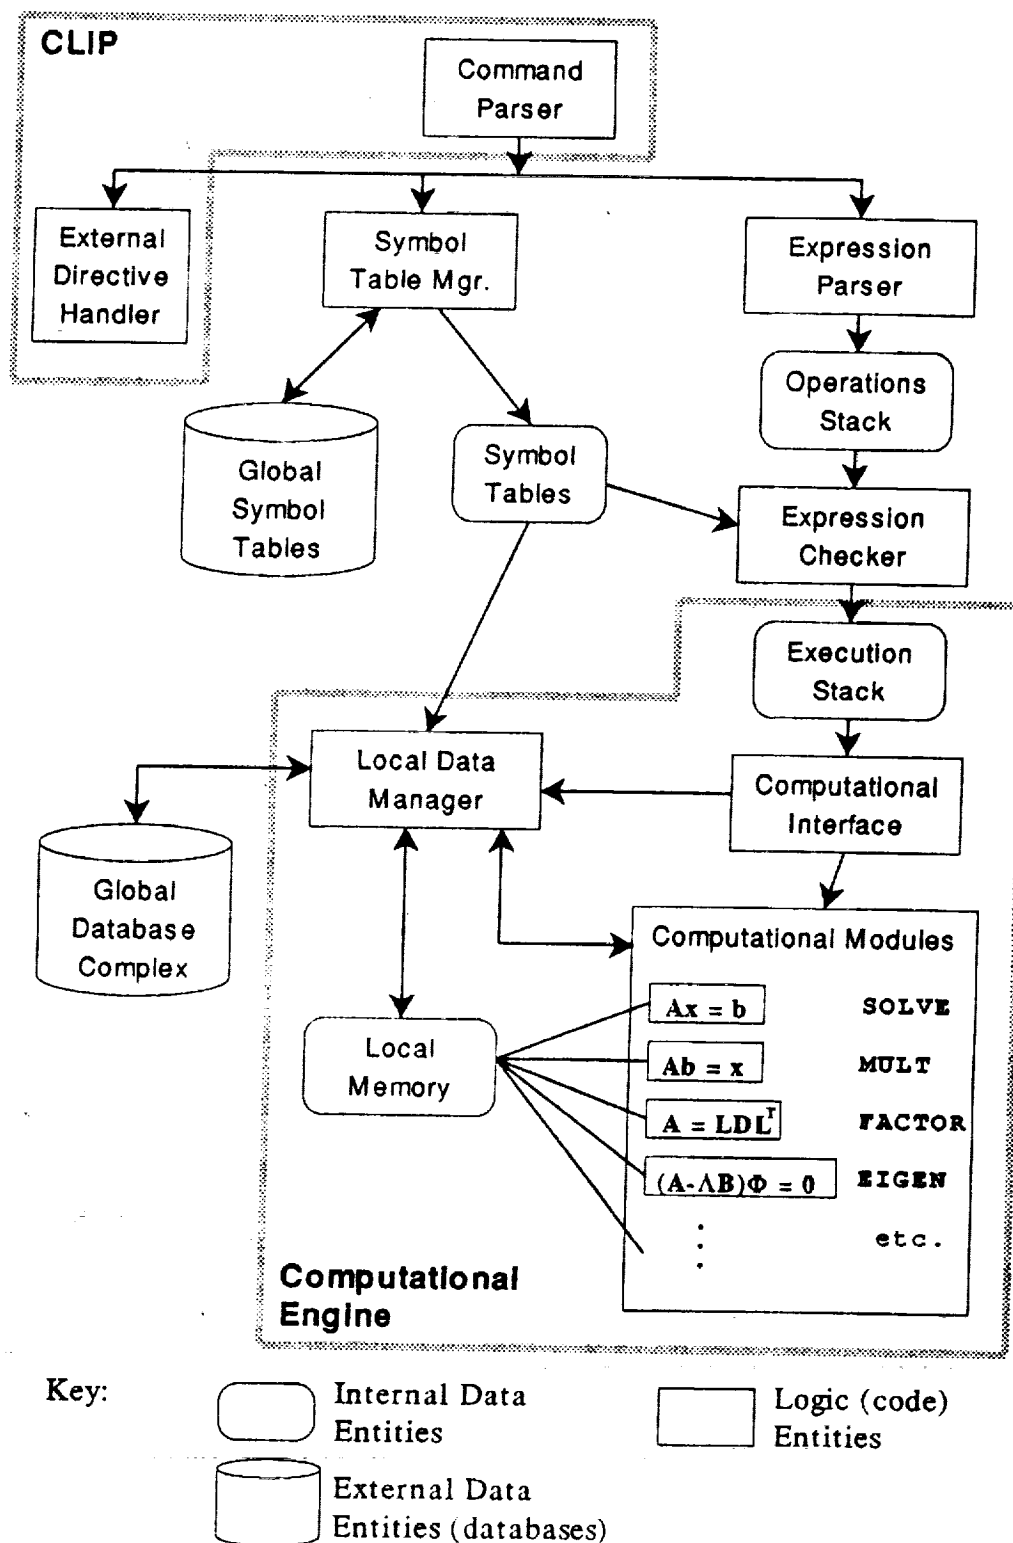 CLIP
Command
Parser
External
Directive
Handler
Symbol
Table Mgr.
Expression
Parser
Operations
Stack
Global
Symbol
Tables
Symbol
Tables
Expression
Checker
Execution
Stack
Local Data
Manager
Computational
Interface
Global
Database
Complex
Computational Modules
Ax = b SOLVE
Ab = x MULT
A = LDLᵀ FACTOR
(A-ΛB)Φ = 0 EIGEN
etc.
Local
Memory
Computational
Engine
Key:
Internal Data
Entities
Logic (code)
Entities
External Data
Entities (databases)